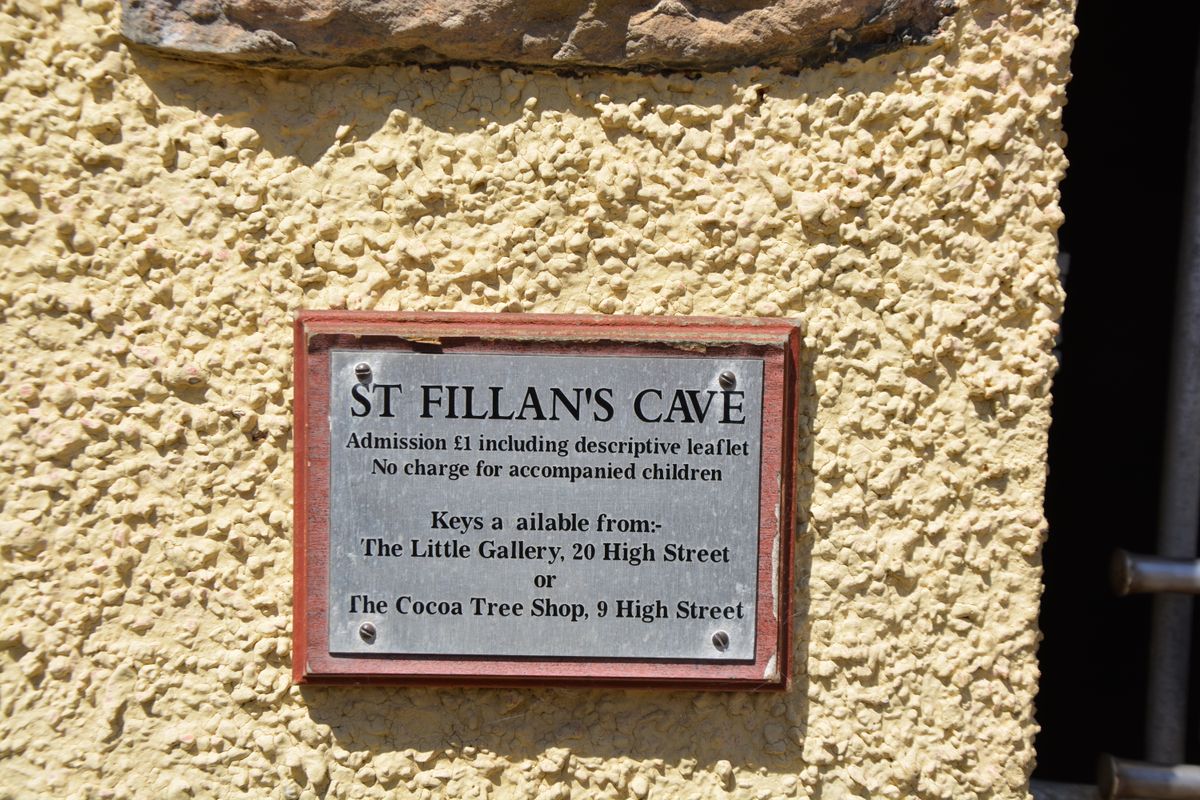 ST FILLAN'S CAVE
Admission £1 including descriptive leaflet
No charge for accompanied children
Keys a ailable from:-
The Little Gallery, 20 High Street
or
The Cocoa Tree Shop, 9 High Street